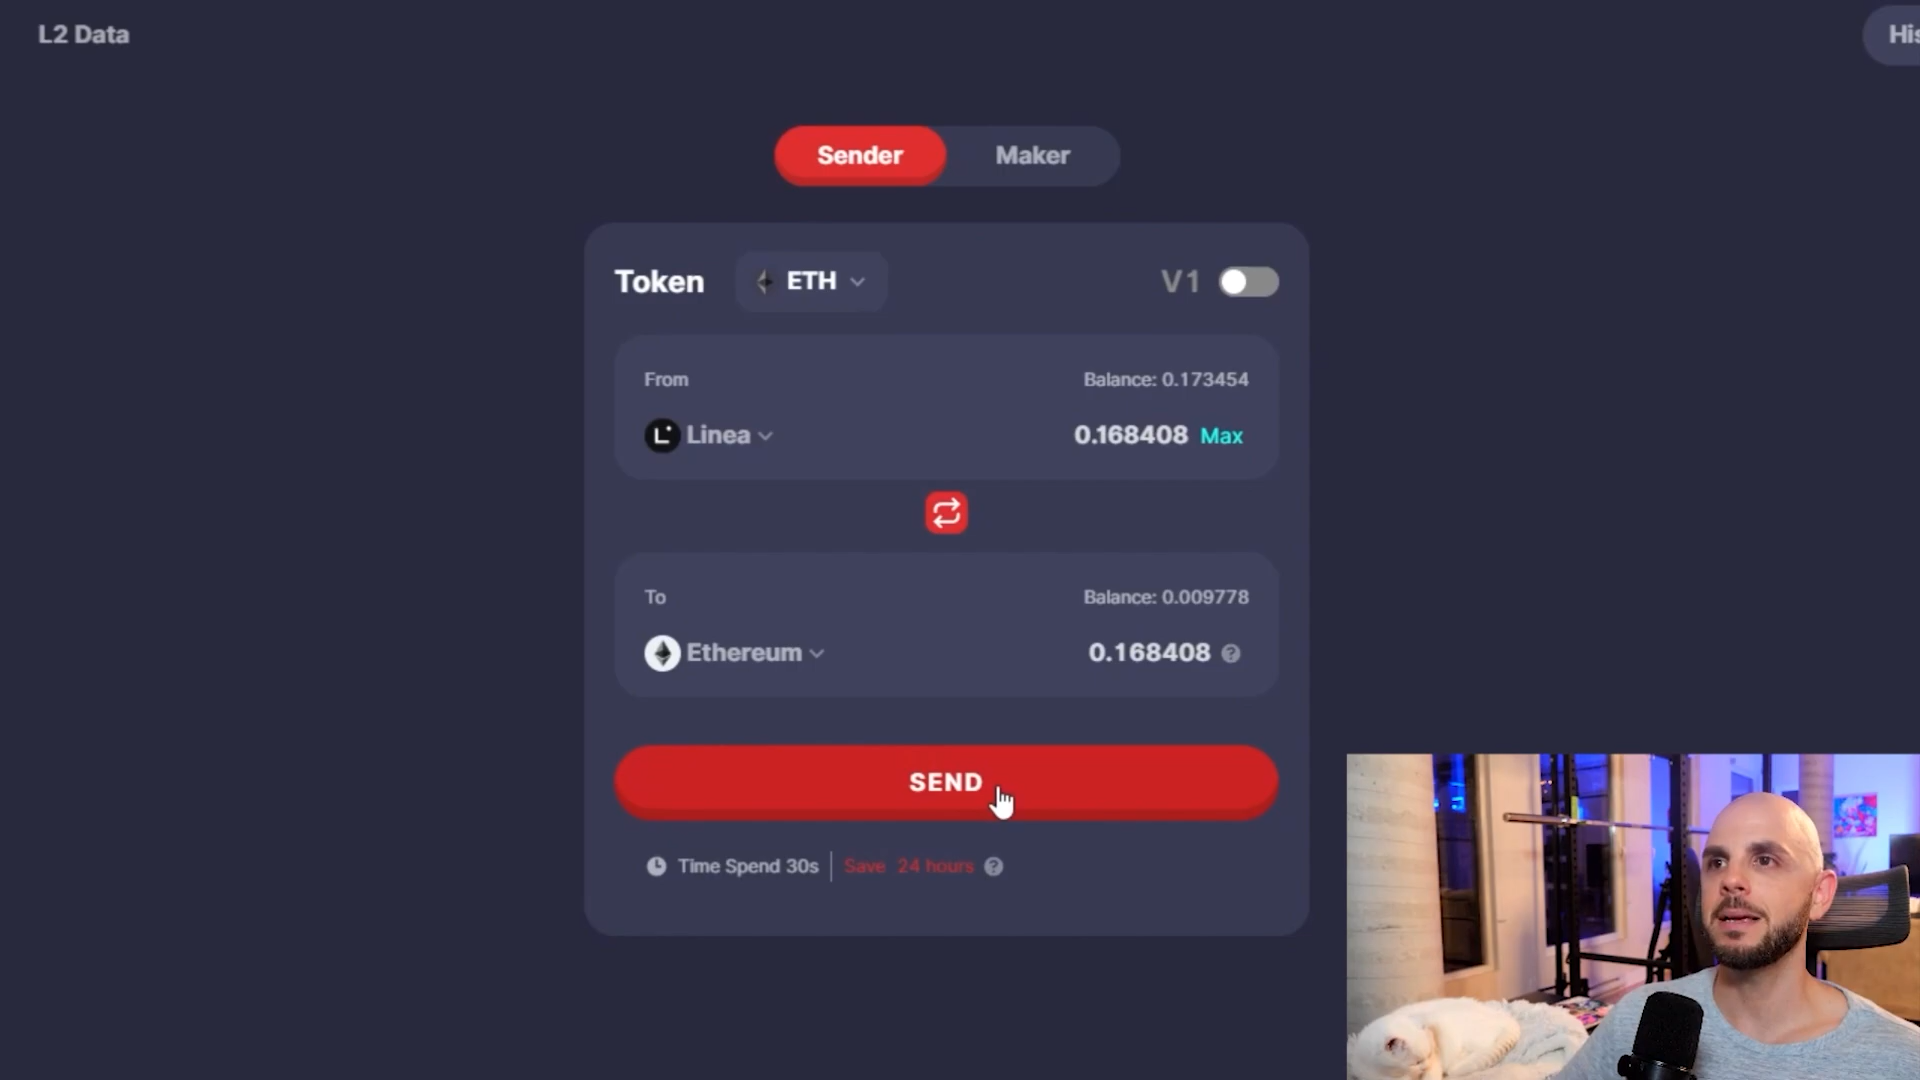 L2 Data
Sender
Maker
Token
ETH
V1
From
Balance: 0.173454
Linea
0.168408 Max
To
Balance: 0.009778
Ethereum
0.168408
SEND
Time Spend 30s
Save 24 hours